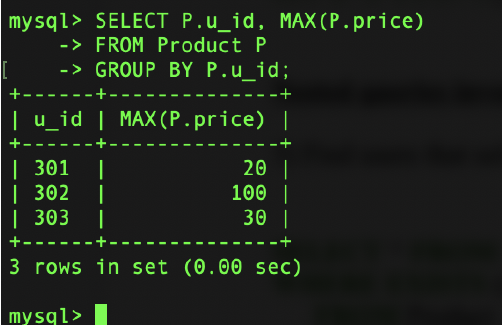 mysql> SELECT P.u_id, MAX(P.price)
    -> FROM Product P
[    -> GROUP BY P.u_id;
+------+--------------+
| u_id | MAX(P.price) |
+------+--------------+
| 301  |           20 |
| 302  |          100 |
| 303  |           30 |
+------+--------------+
3 rows in set (0.00 sec)
mysql>